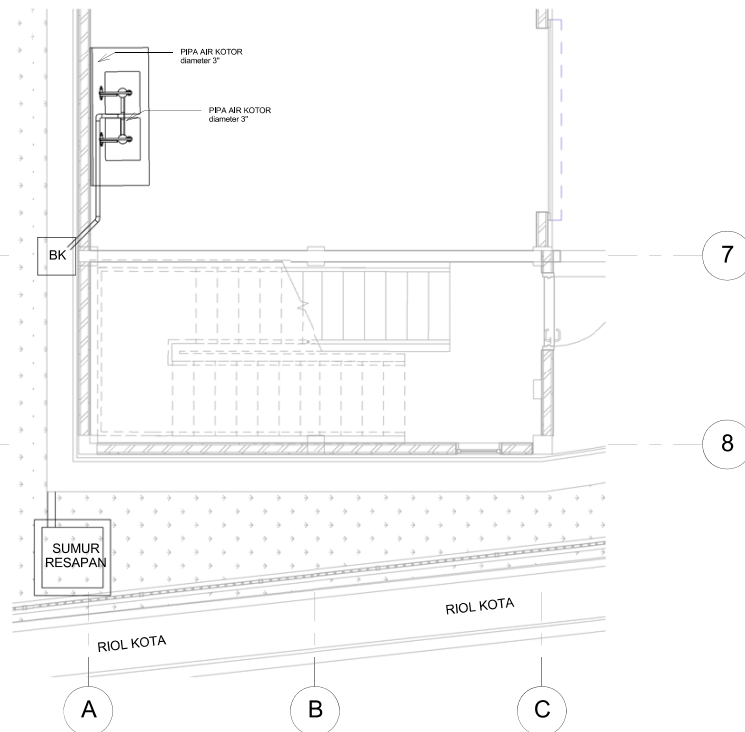 PIPA AIR KOTOR
diameter 3"
PIPA AIR KOTOR
diameter 3"
BK
7
8
SUMUR
RESAPAN
RIOL KOTA
RIOL KOTA
A
B
C